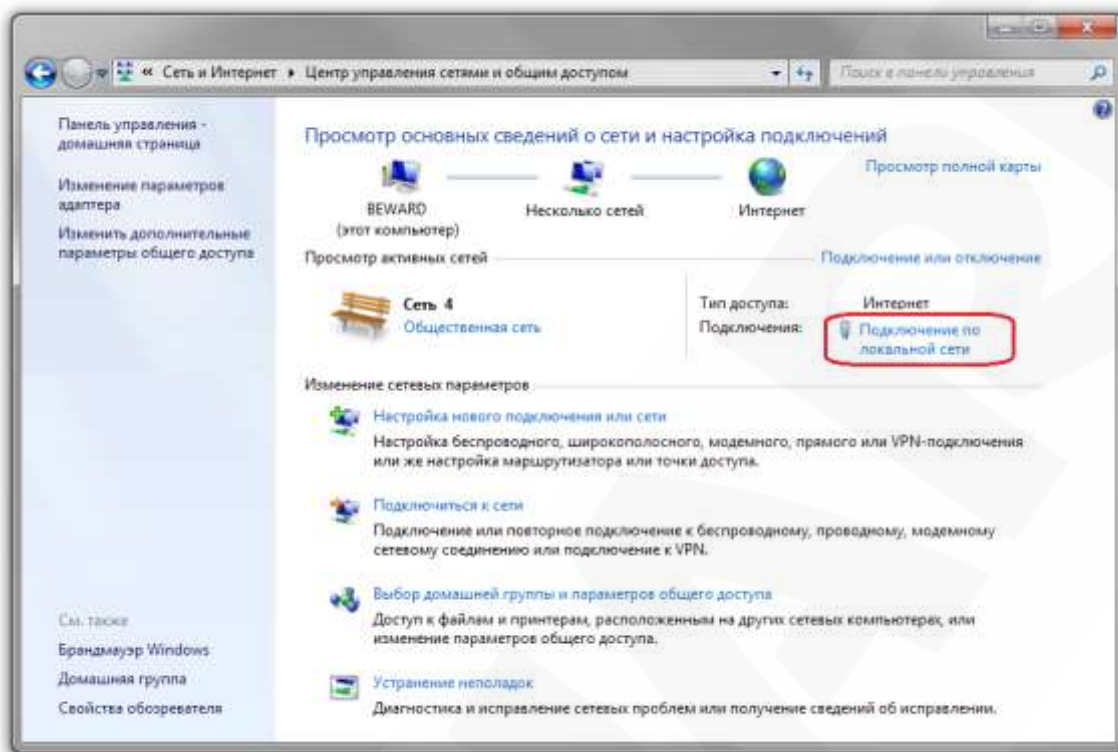 « Сеть и Интернет ▸ Центр управления сетями и общим доступом
Поиск в панели управления
Панель управления -
домашняя страница
Изменение параметров
адаптера
Изменить дополнительные
параметры общего доступа
Просмотр основных сведений о сети и настройка подключений
BEWARD
(этот компьютер)
Несколько сетей
Интернет
Просмотр полной карты
Просмотр активных сетей
Подключение или отключение
Сеть 4
Общественная сеть
Тип доступа: Интернет
Подключения: Подключение по
локальной сети
Изменение сетевых параметров
Настройка нового подключения или сети
Настройка беспроводного, широкополосного, модемного, прямого или VPN-подключения
или же настройка маршрутизатора или точки доступа.
Подключиться к сети
Подключение или повторное подключение к беспроводному, проводному, модемному
сетевому соединению или подключение к VPN.
Выбор домашней группы и параметров общего доступа
Доступ к файлам и принтерам, расположенным на других сетевых компьютерах, или
изменение параметров общего доступа.
Устранение неполадок
Диагностика и исправление сетевых проблем или получение сведений об исправлении.
См. также
Брандмауэр Windows
Домашняя группа
Свойства обозревателя